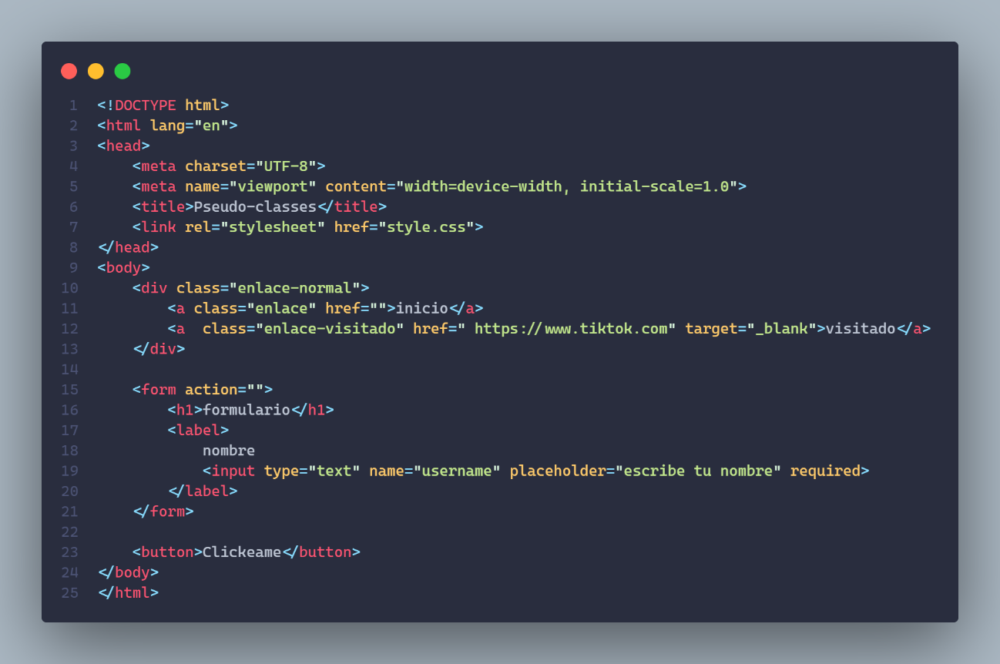 1 <!DOCTYPE html>
2 <html lang="en">
3 <head>
4     <meta charset="UTF-8">
5     <meta name="viewport" content="width=device-width, initial-scale=1.0">
6     <title>Pseudo-classes</title>
7     <link rel="stylesheet" href="style.css">
8 </head>
9 <body>
10     <div class="enlace-normal">
11         <a class="enlace" href="">inicio</a>
12         <a  class="enlace-visitado" href=" https://www.tiktok.com" target="_blank">visitado</a>
13     </div>
14
15     <form action="">
16         <h1>formulario</h1>
17         <label>
18             nombre
19             <input type="text" name="username" placeholder="escribe tu nombre" required>
20         </label>
21     </form>
22
23     <button>Clickeame</button>
24 </body>
25 </html>